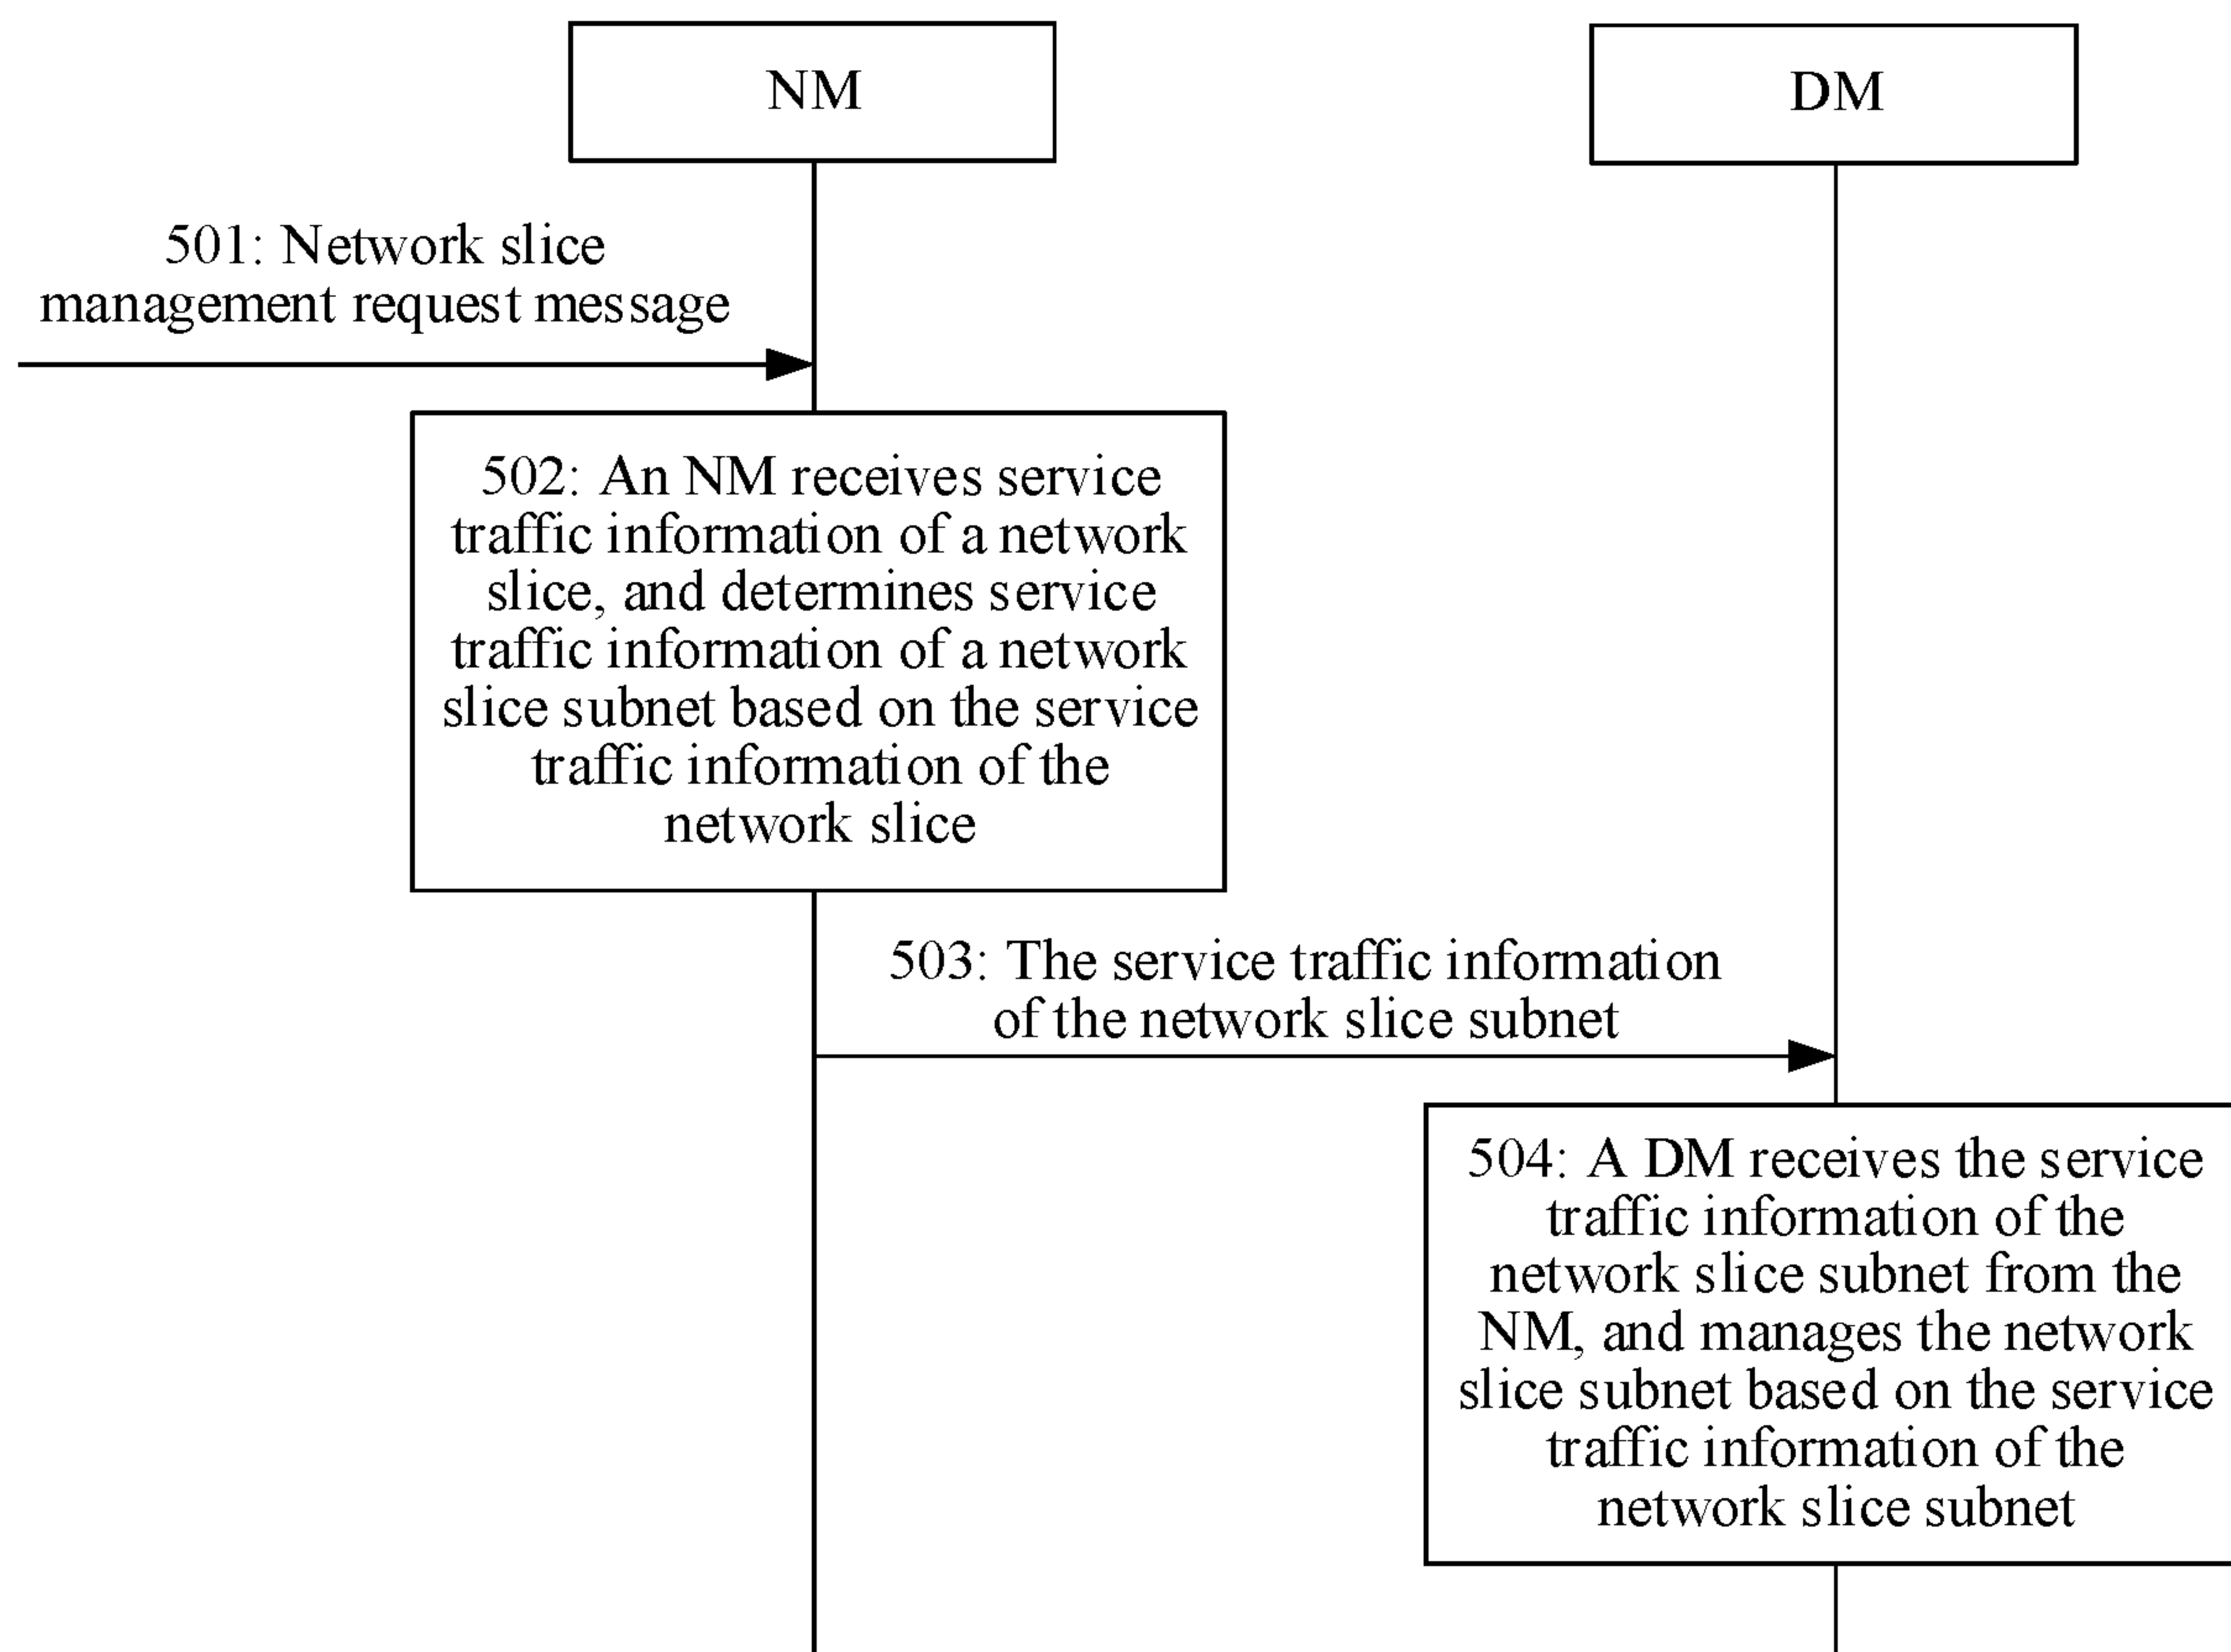 NM
DM
501: Network slice
management request message
502: An NM receives service
traffic information of a network
slice, and determines service
traffic information of a network
slice subnet based on the service
traffic information of the
network slice
503: The service traffic information
of the network slice subnet
504: A DM receives the service
traffic information of the
network slice subnet from the
NM, and manages the network
slice subnet based on the service
traffic information of the
network slice subnet